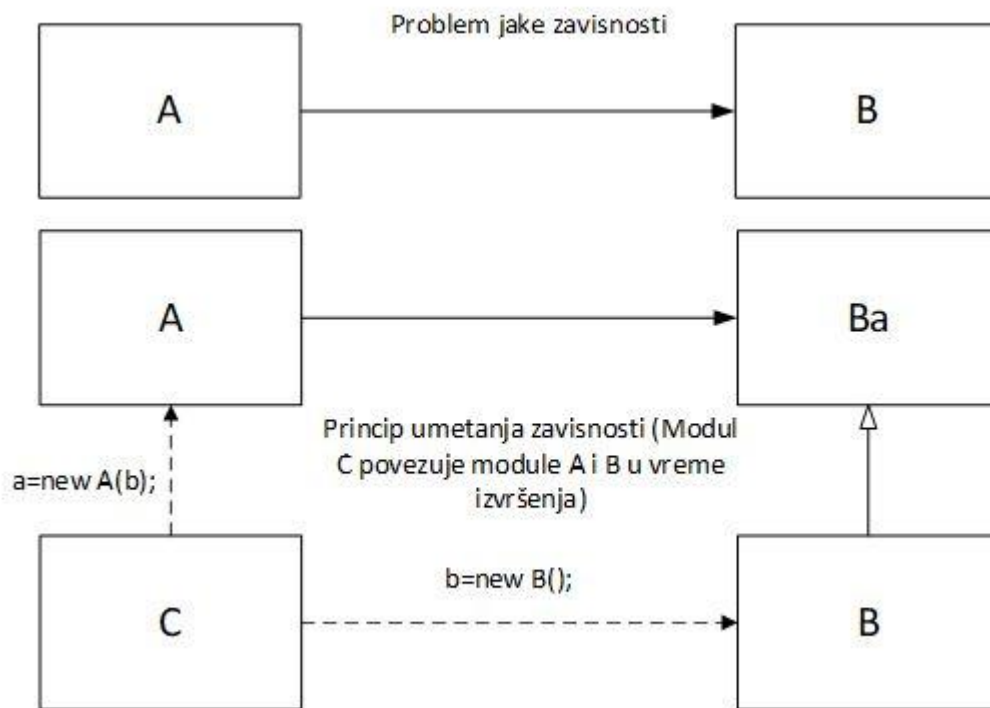 Problem jake zavisnosti
A
B
A
Ba
Princip umetanja zavisnosti (Modul
C povezuje module A i B u vreme
izvršenja)
a=new A(b);
b=new B();
C
B